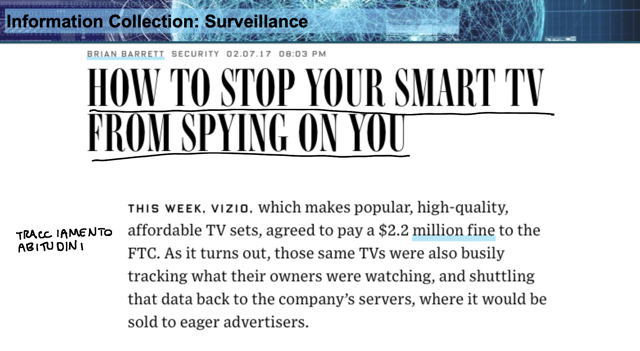 Information Collection: Surveillance
BRIAN BARRETT SECURITY 02.07.17 08:03 PM
HOW TO STOP YOUR SMART TV
FROM SPYING ON YOU
THIS WEEK, VIZIO, which makes popular, high-quality,
TRACCIAMENTO
affordable TV sets, agreed to pay a $2.2 million fine to the
ABITUDINI
FTC. As it turns out, those same TVs were also busily
tracking what their owners were watching, and shuttling
that data back to the company's servers, where it would be
sold to eager advertisers.